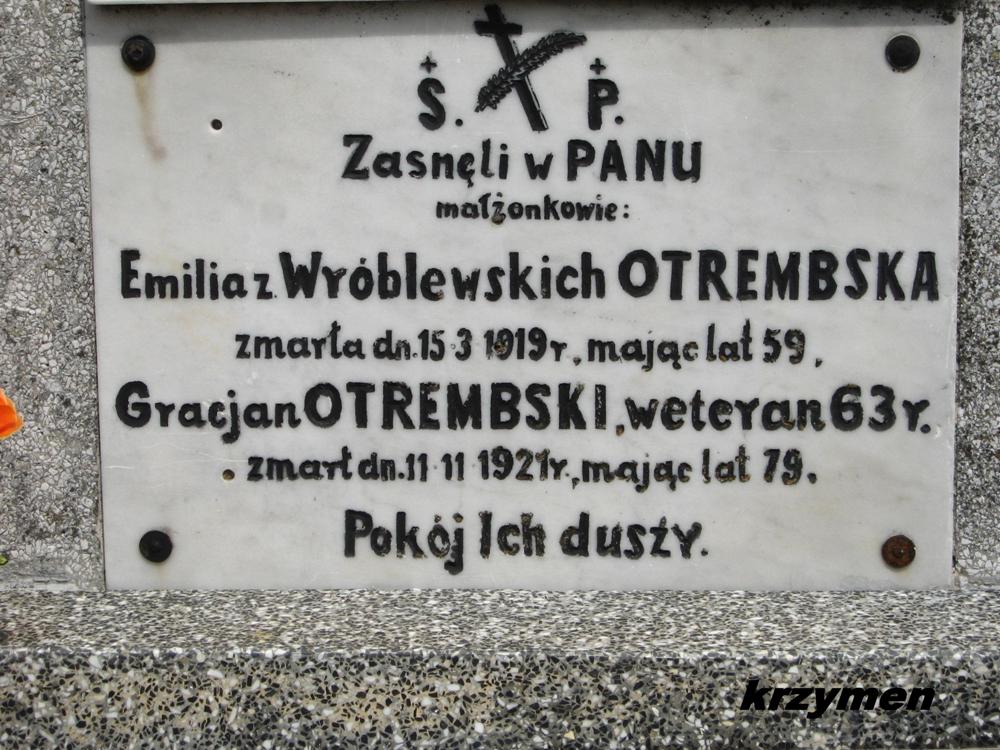 Ś. P.
Zasnęli w PANU
małżonkowie:
Emilia z Wróblewskich OTREMBSKA
zmarła dn. 15·3 1919 r., mając lat 59,
Gracjan OTREMBSKI, weteran 63 r.
zmarł dn. 11·11 1921 r., mając lat 79.
Pokój Ich duszy.
krzymen